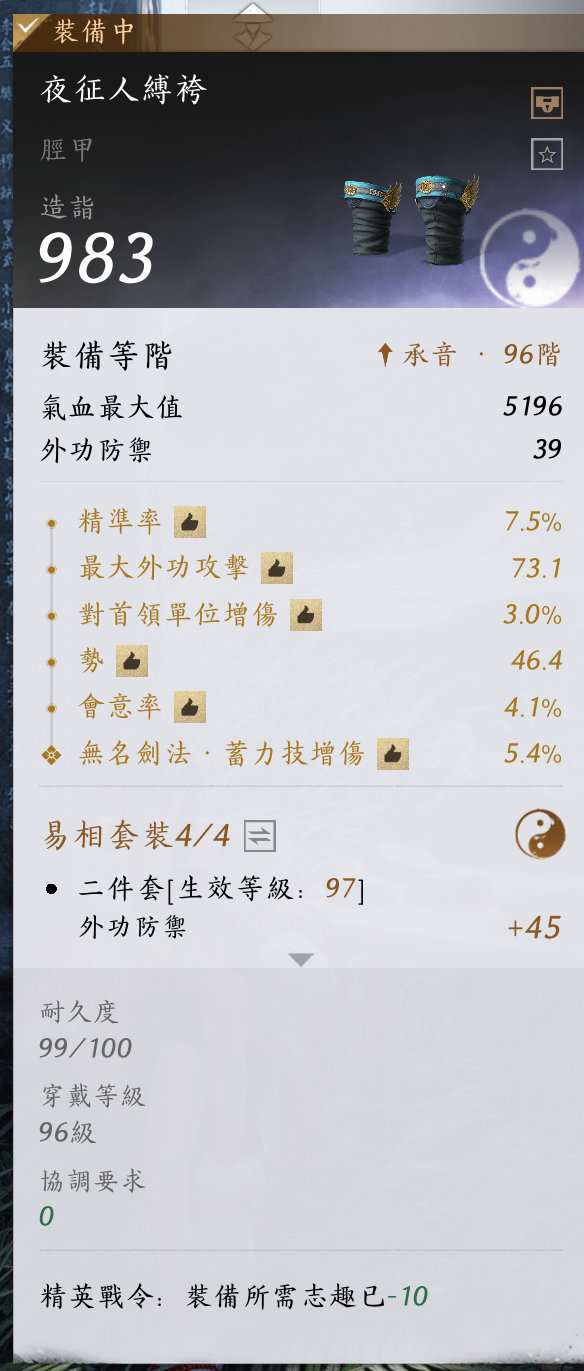 裝備中
夜征人縛袴
脛甲
造詣
983
裝備等階 承音 · 96階
氣血最大值 5196
外功防禦 39
精準率 7.5%
最大外功攻擊 73.1
對首領單位增傷 3.0%
勢 46.4
會意率 4.1%
無名劍法 · 蓄力技增傷 5.4%
易相套裝4/4
二件套[生效等級：97]
外功防禦 +45
耐久度
99/100
穿戴等級
96級
協調要求
0
精英戰令：裝備所需志趣已-10